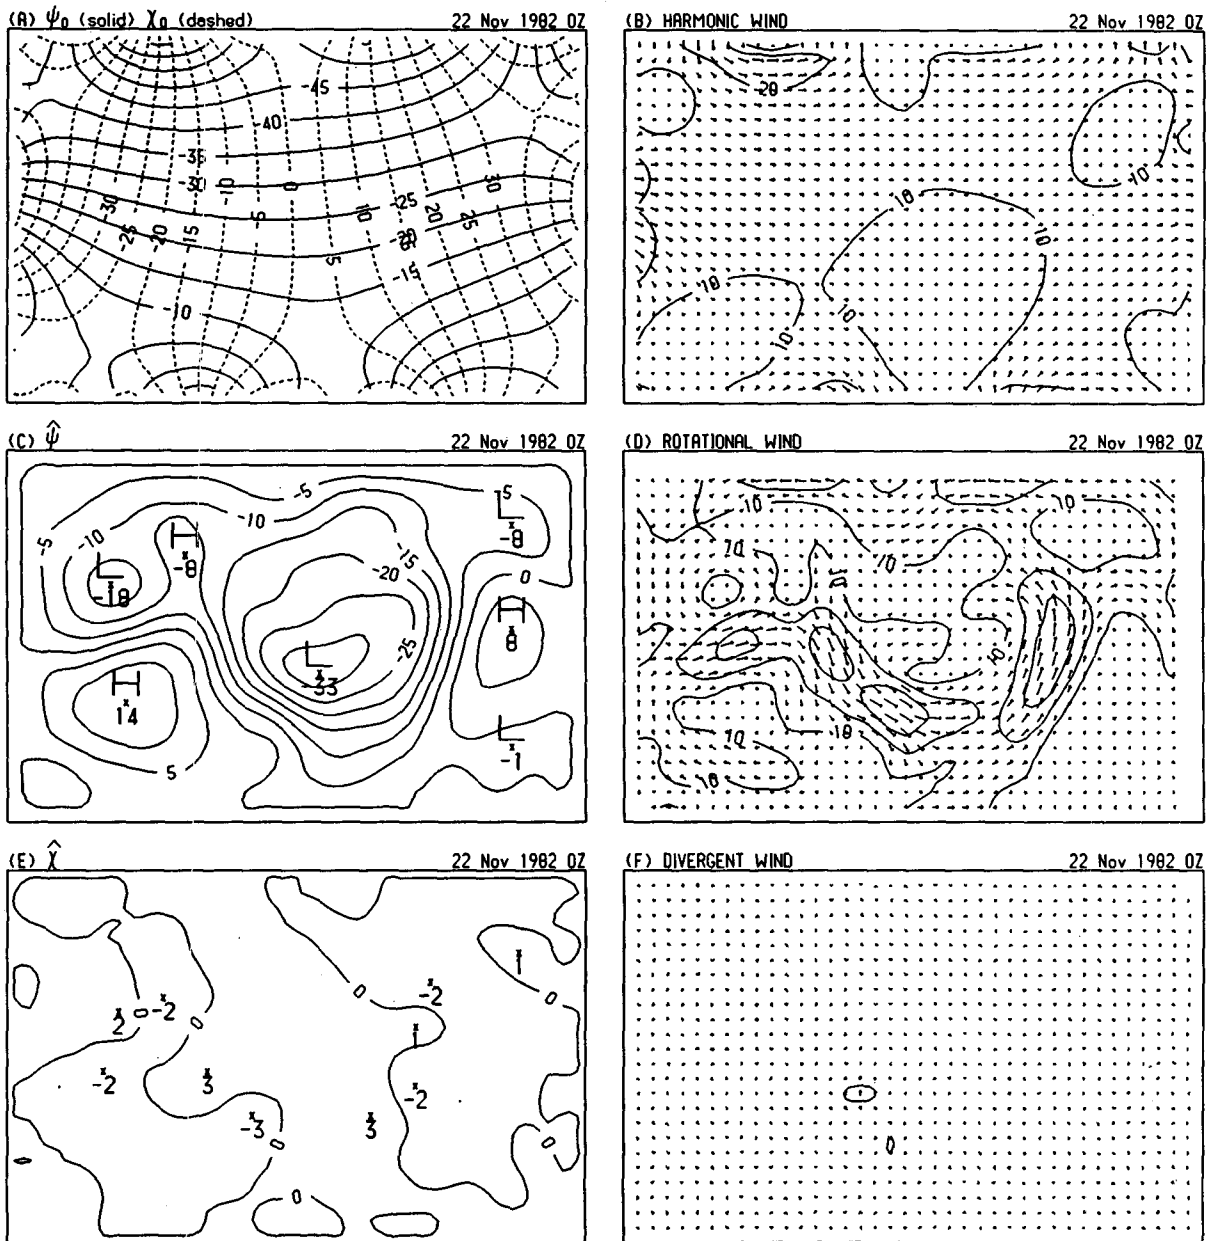 (A) ψ₀ (solid) χ₀ (dashed) 22 Nov 1982 0Z
-45
-40
-35
-30 -10 0 30
-30 -25
-25 -20 -15 -5 10 20 25
-20
5 -15
-10
(B) HARMONIC WIND 22 Nov 1982 0Z
20
10
10
10
10
10
10
(C) ψ̂ 22 Nov 1982 0Z
-5 5
-10 L
-5 -10 H -15 -8
L -8 -20 0
-18 H
8
-25
L
H -33
14
L
-1
5
(D) ROTATIONAL WIND 22 Nov 1982 0Z
10 10
10 10
10
10
10 10
10
(E) χ̂ 22 Nov 1982 0Z
1
-2 0 0
2 0 -2 0
1
-2 3 -2
-3 3
0 0
0
(F) DIVERGENT WIND 22 Nov 1982 0Z
0